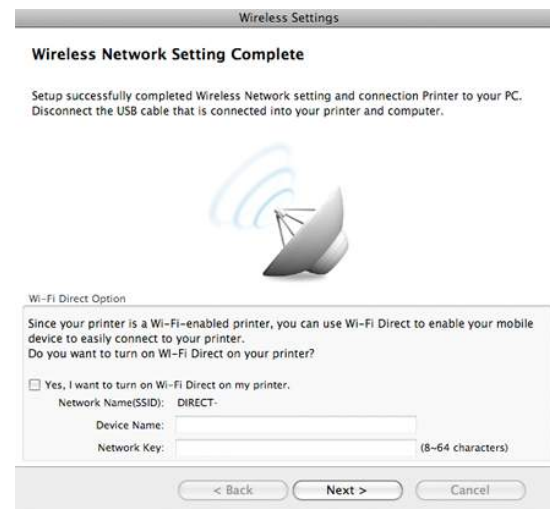 Wireless Settings
Wireless Network Setting Complete
Setup successfully completed Wireless Network setting and connection Printer to your PC.
Disconnect the USB cable that is connected into your printer and computer.
Wi-Fi Direct Option
Since your printer is a Wi-Fi-enabled printer, you can use Wi-Fi Direct to enable your mobile
device to easily connect to your printer.
Do you want to turn on WI-Fi Direct on your printer?
Yes, I want to turn on Wi-Fi Direct on my printer.
Network Name(SSID): DIRECT-
Device Name:
Network Key: (8~64 characters)
< Back Next > Cancel